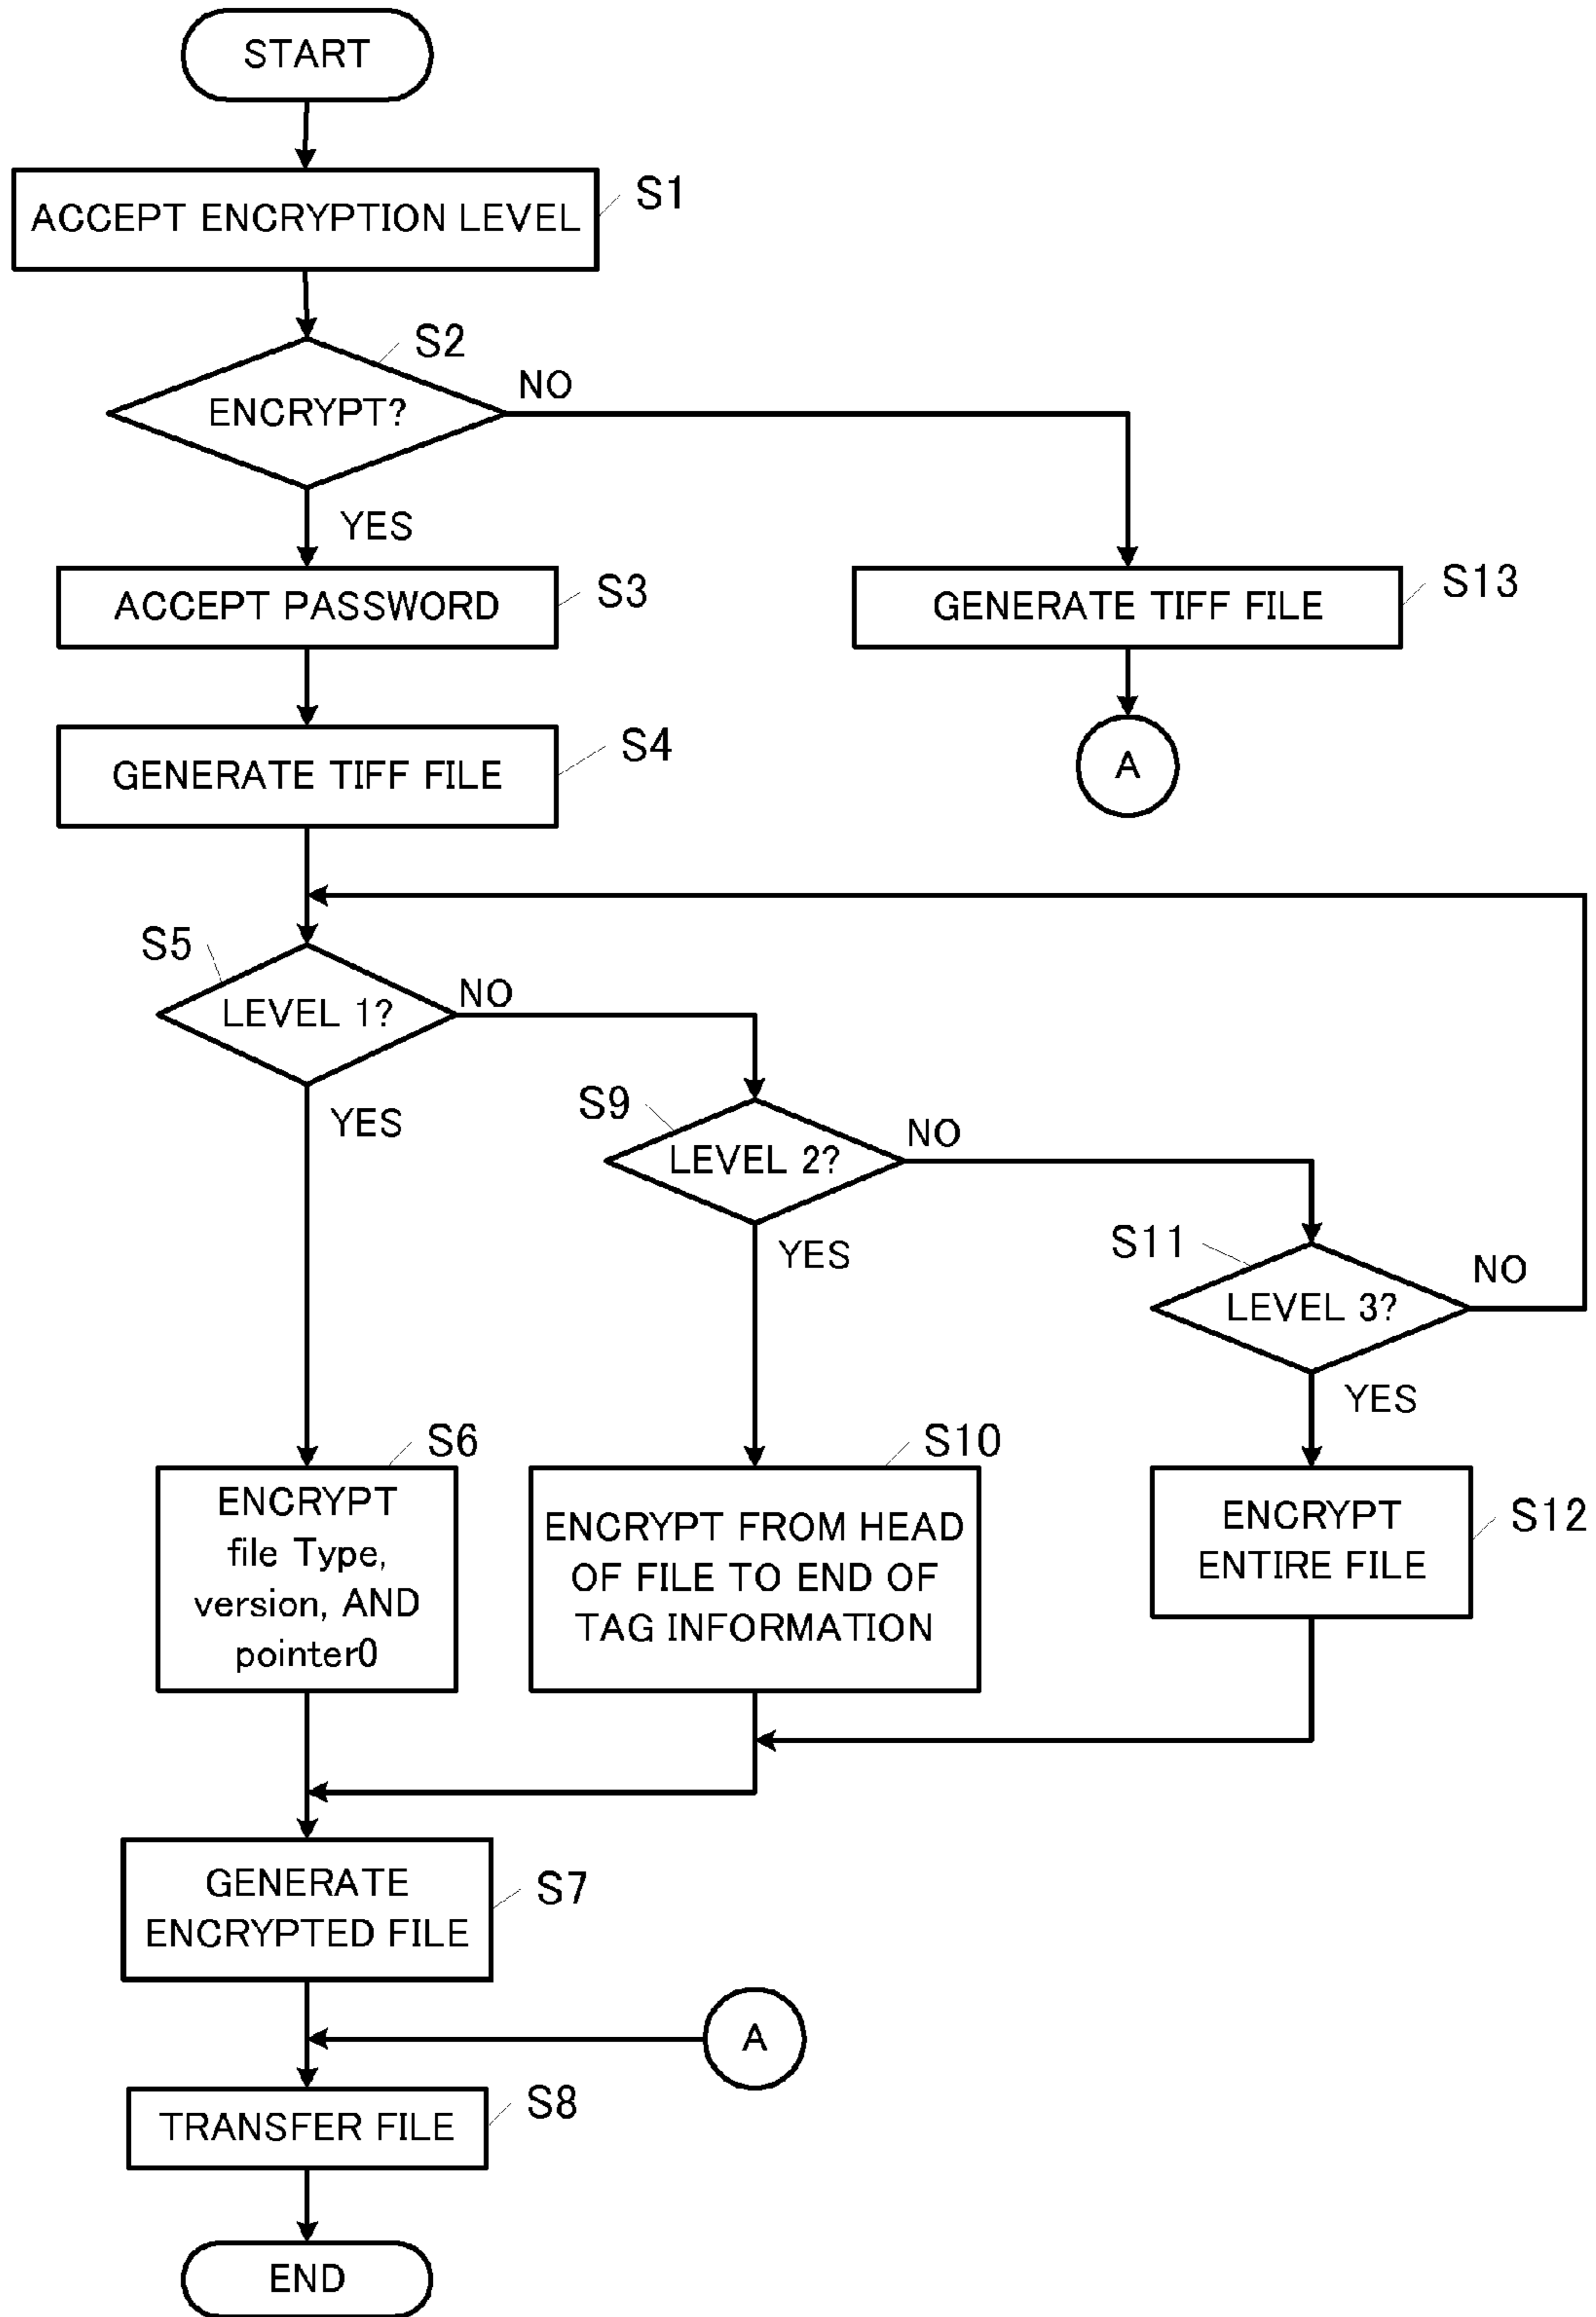 START
ACCEPT ENCRYPTION LEVEL
S1
S2
ENCRYPT?
NO
YES
ACCEPT PASSWORD
S3
GENERATE TIFF FILE
S13
GENERATE TIFF FILE
S4
A
S5
LEVEL 1?
NO
YES
S9
LEVEL 2?
NO
YES
S11
LEVEL 3?
NO
YES
S6
ENCRYPT
file Type,
version, AND
pointer0
S10
ENCRYPT FROM HEAD
OF FILE TO END OF
TAG INFORMATION
ENCRYPT
ENTIRE FILE
S12
GENERATE
ENCRYPTED FILE
S7
A
TRANSFER FILE
S8
END